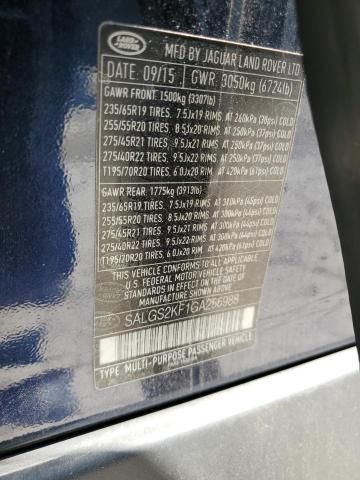 LAND
ROVER
MFD BY JAGUAR LAND ROVER LTD
DATE: 09/15 GWR: 3050kg (6724lb)
GAWR FRONT: 1500kg (3307lb)
235/65R19 TIRES, 7.5Jx19 RIMS AT 260kPa (38psi) COLD
255/55R20 TIRES, 8.5Jx20 RIMS AT 250kPa (37psi) COLD
275/45R21 TIRES, 9.5Jx21 RIMS AT 250kPa (37psi) COLD
275/40R22 TIRES, 9.5Jx22 RIMS AT 250kPa (37psi) COLD
T195/70R20 TIRES, 6.0Jx20 RIMS AT 420kPa (61psi) COLD
GAWR REAR: 1775kg (3913lb)
235/65R19 TIRES, 7.5Jx19 RIMS AT 310kPa (45psi) COLD
255/55R20 TIRES, 8.5Jx20 RIMS AT 300kPa (44psi) COLD
275/45R21 TIRES, 9.5Jx21 RIMS AT 300kPa (44psi) COLD
275/40R22 TIRES, 9.5Jx22 RIMS AT 300kPa (44psi) COLD
T195/70R20 TIRES, 6.0Jx20 RIMS AT 420kPa (61psi) COLD
THIS VEHICLE CONFORMS TO ALL APPLICABLE
U.S. FEDERAL MOTOR VEHICLE SAFETY STANDARDS
IN EFFECT ON THE DATE OF MANUFACTURE SHOWN ABOVE.
SALGS2KF1GA256988
TYPE: MULTI-PURPOSE PASSENGER VEHICLE